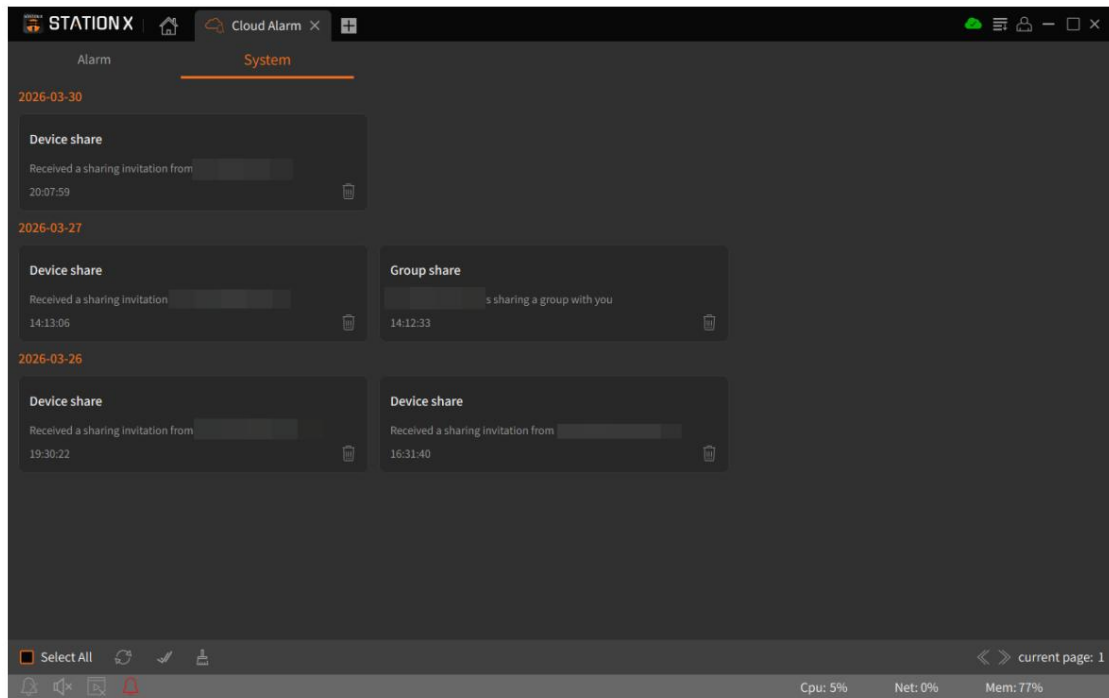 STATION X
Cloud Alarm
Alarm
System
2026-03-30
Device share
Received a sharing invitation from
20:07:59
2026-03-27
Device share
Received a sharing invitation
14:13:06
Group share
s sharing a group with you
14:12:33
2026-03-26
Device share
Received a sharing invitation from
19:30:22
Device share
Received a sharing invitation from
16:31:40
Select All
current page: 1
Cpu: 5%
Net: 0%
Mem: 77%